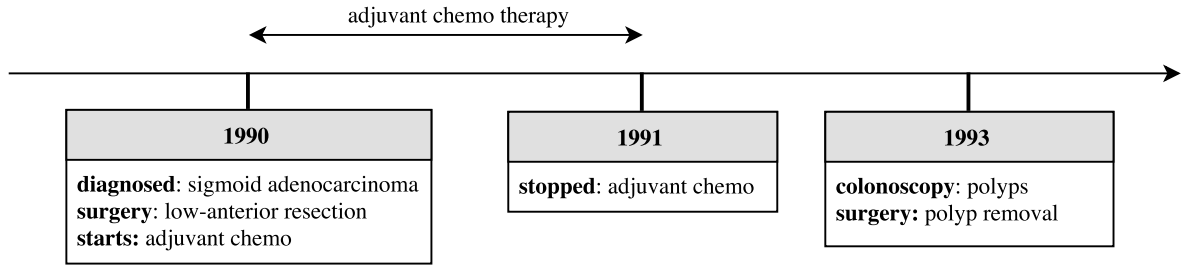 adjuvant chemo therapy
1990
diagnosed: sigmoid adenocarcinoma
surgery: low-anterior resection
starts: adjuvant chemo
1991
stopped: adjuvant chemo
1993
colonoscopy: polyps
surgery: polyp removal